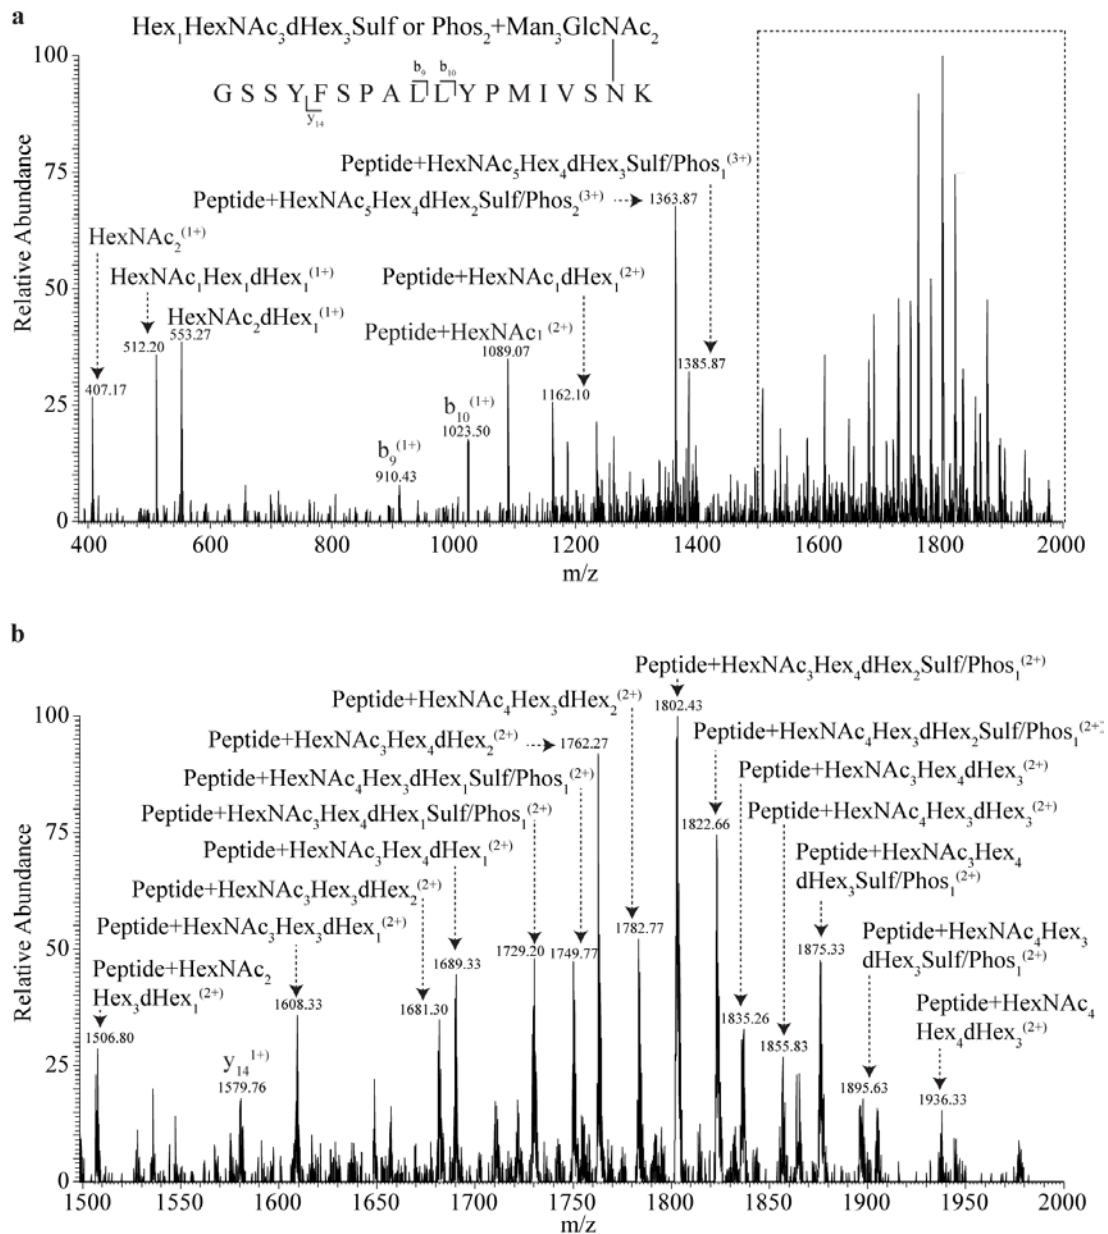 a
Hex₁HexNAc₃dHex₃Sulf or Phos₂+Man₃GlcNAc₂
b₉ b₁₀
G S S Y F S P A L L Y P M I V S N K
y₁₄
Peptide+HexNAc₅Hex₄dHex₃Sulf/Phos₁⁽³⁺⁾
Peptide+HexNAc₅Hex₄dHex₂Sulf/Phos₂⁽³⁺⁾
1363.87
HexNAc₂⁽¹⁺⁾
HexNAc₁Hex₁dHex₁⁽¹⁺⁾
Peptide+HexNAc₁dHex₁⁽²⁺⁾
HexNAc₂dHex₁⁽¹⁺⁾
553.27
512.20
Peptide+HexNAc₁⁽²⁺⁾
1089.07
1385.87
407.17
1162.10
b₁₀⁽¹⁺⁾
1023.50
b₉⁽¹⁺⁾
910.43
Relative Abundance
100
75
50
25
0
400 600 800 1000 1200 1400 1600 1800 2000
m/z
b
Peptide+HexNAc₃Hex₄dHex₂Sulf/Phos₁⁽²⁺⁾
Peptide+HexNAc₄Hex₃dHex₂⁽²⁺⁾
1802.43
Peptide+HexNAc₄Hex₃dHex₂Sulf/Phos₁⁽²⁺⁾
Peptide+HexNAc₃Hex₄dHex₂⁽²⁺⁾
1762.27
Peptide+HexNAc₄Hex₃dHex₁Sulf/Phos₁⁽²⁺⁾
Peptide+HexNAc₃Hex₄dHex₃⁽²⁺⁾
Peptide+HexNAc₃Hex₄dHex₁Sulf/Phos₁⁽²⁺⁾
Peptide+HexNAc₄Hex₃dHex₃⁽²⁺⁾
1822.66
Peptide+HexNAc₃Hex₄dHex₁⁽²⁺⁾
Peptide+HexNAc₃Hex₄
dHex₃Sulf/Phos₁⁽²⁺⁾
Peptide+HexNAc₃Hex₃dHex₂⁽²⁺⁾
Peptide+HexNAc₃Hex₃dHex₁⁽²⁺⁾
1782.77
Peptide+HexNAc₄Hex₃
dHex₃Sulf/Phos₁⁽²⁺⁾
1729.20
1749.77
1875.33
1689.33
Peptide+HexNAc₂
Hex₃dHex₁⁽²⁺⁾
1608.33
1681.30
Peptide+HexNAc₄
Hex₄dHex₃⁽²⁺⁾
1506.80
1835.26
1855.83
y₁₄¹⁺⁾
1579.76
1895.63
1936.33
Relative Abundance
100
75
50
25
0
1500 1550 1600 1650 1700 1750 1800 1850 1900 1950 2000
m/z